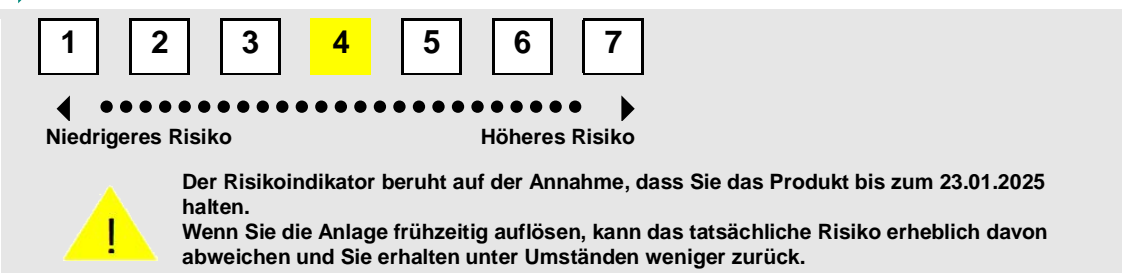 1 2 3 4 5 6 7
Niedrigeres Risiko Höheres Risiko
Der Risikoindikator beruht auf der Annahme, dass Sie das Produkt bis zum 23.01.2025
halten.
Wenn Sie die Anlage frühzeitig auflösen, kann das tatsächliche Risiko erheblich davon
abweichen und Sie erhalten unter Umständen weniger zurück.
!